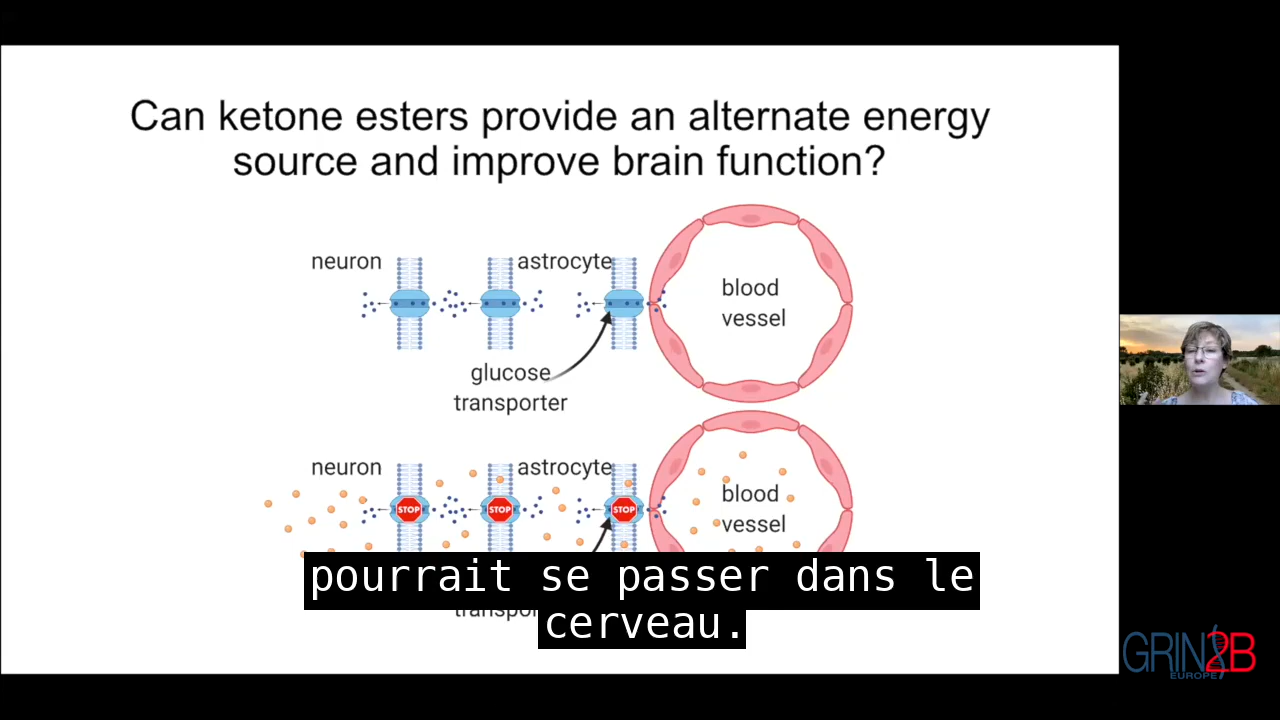 Can ketone esters provide an alternate energy
source and improve brain function?
neuron
astrocyte
blood
vessel
glucose
transporter
neuron
astrocyte
STOP
STOP
STOP
blood
vessel
pourrait se passer dans le
cerveau.
GRIN2B
EUROPE